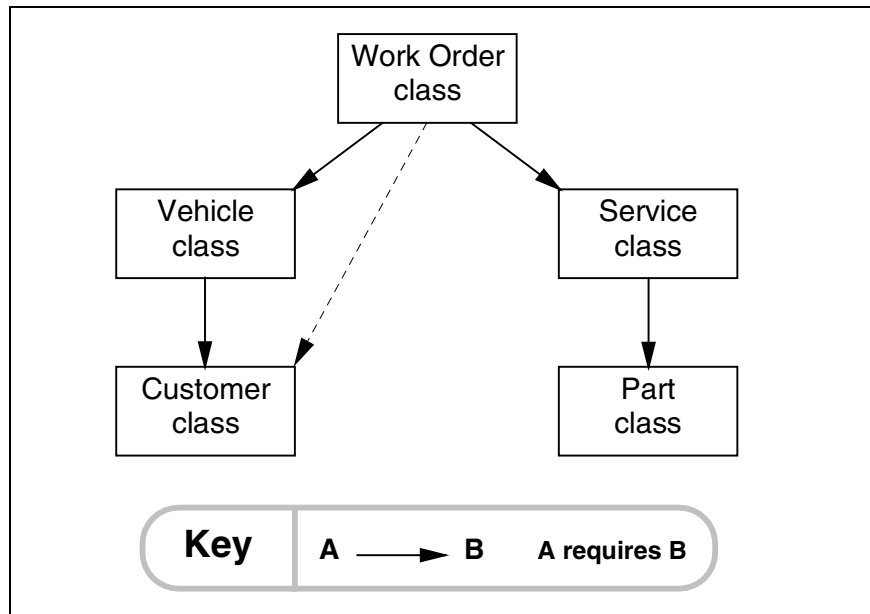 Work Order
class
Vehicle
class
Service
class
Customer
class
Part
class
Key
A
B
A requires B